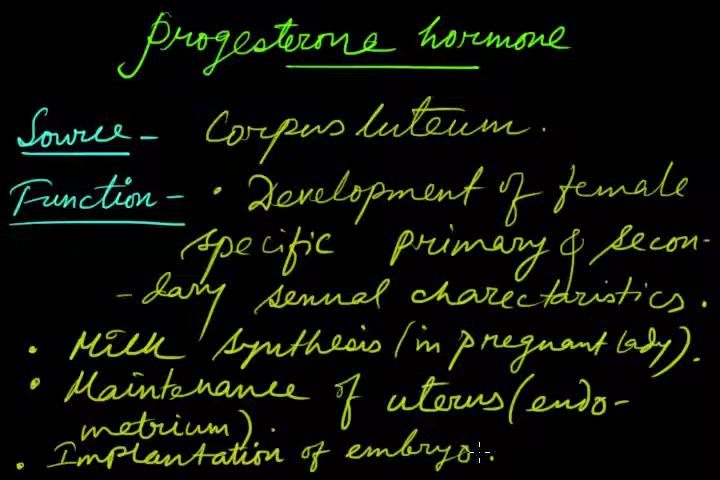 Progesterone hormone
Source - Corpus luteum.
Function - • Development of female
specific primary & secon-
- dary sexual charectaristics.
• Milk synthesis (in pregnant lady).
• Maintenance of uterus (endo-
metrium).
• Implantation of embryo.